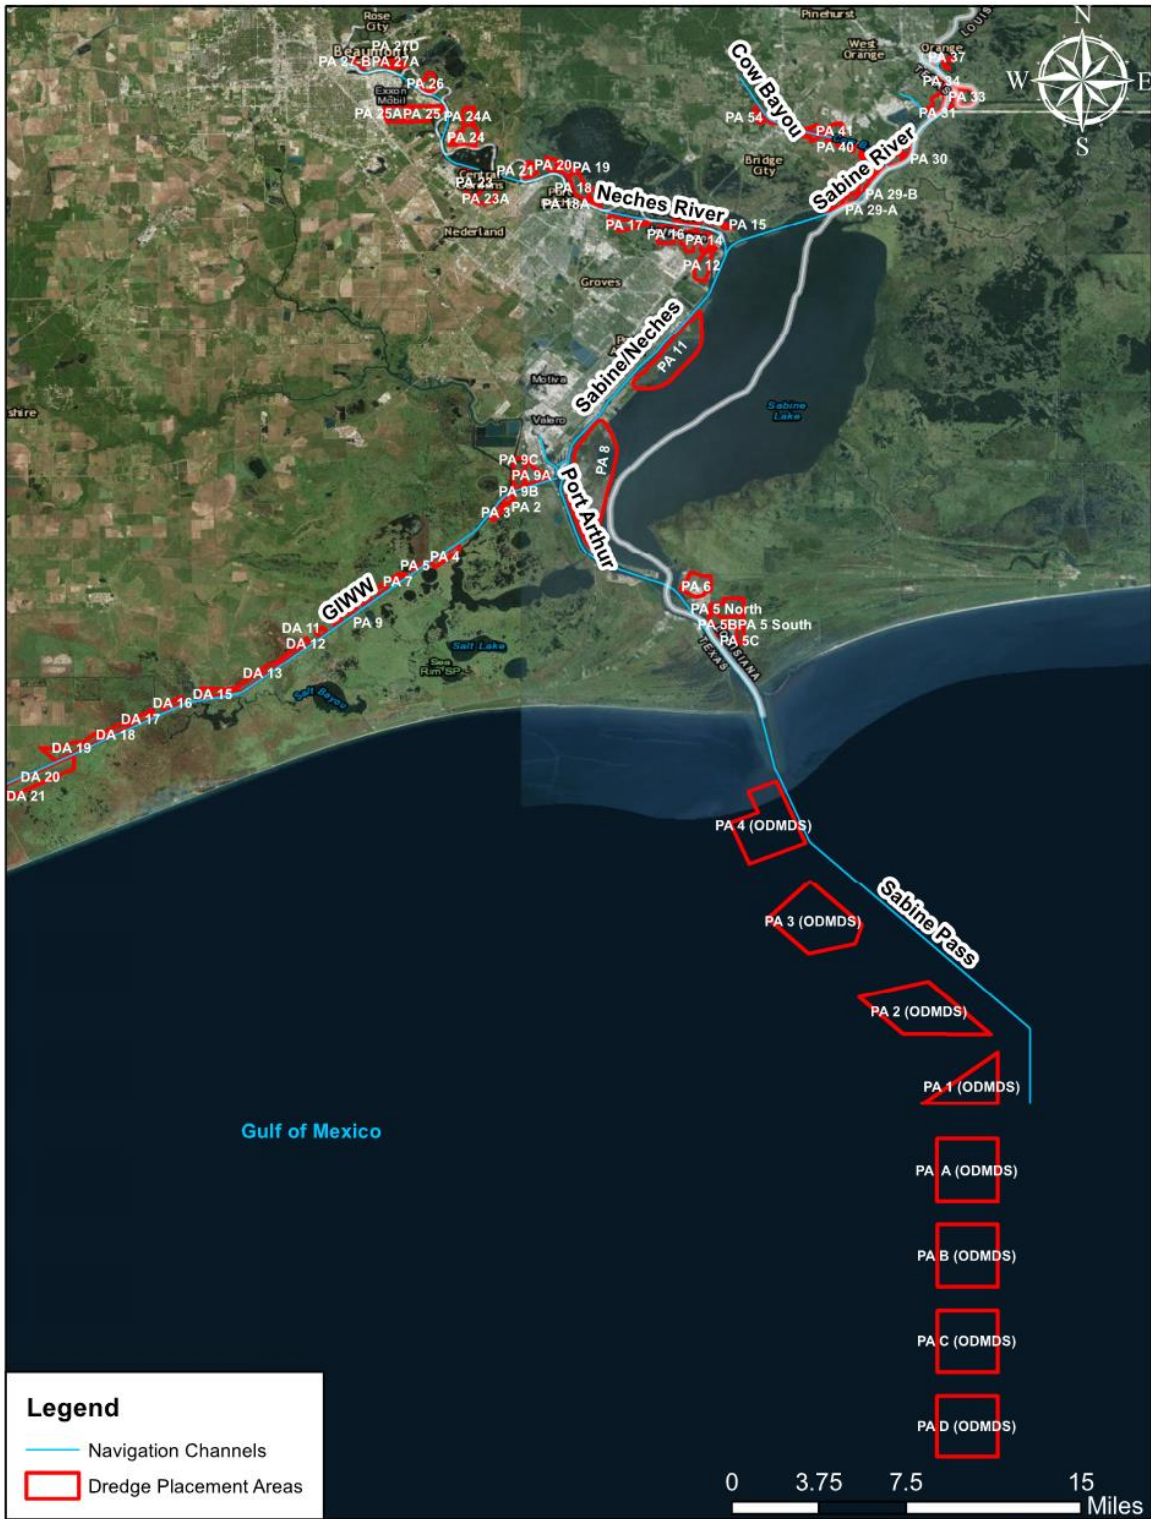 Rose
City
Pinehurst
LOUIS
N
Beaumont
PA 27D
PA 27-B
PA 27A
West
Orange
Orange
PA 37
PA 26
Cow Bayou
TEXAS
PA 34
W
E
Exxon
Mobil
PA 33
PA 25A
PA 25
PA 24A
PA 54
PA 31
PA 24
PA 41
PA 40
S
Bridge
City
PA 30
PA 21
PA 20
PA 19
Sabine River
PA 23
PA 18
PA 29-B
PA 23A
PA 18A
Neches River
PA 29-A
Nederland
PA 17
PA 16
PA 15
PA 14
PA 12
Groves
Sabine/Neches
PA 11
Motiva
Sabine
Lake
shire
Valero
PA 8
PA 9C
PA 9A
PA 9B
Port Arthur
PA 2
PA 3
PA 4
PA 5
PA 7
PA 6
GIWW
PA 9
PA 5 North
DA 11
PA 5B
PA 5 South
DA 12
PA 5C
Salt Lake
TEXAS
LOUISIANA
Sea
Rim SP
DA 13
Salt Bayou
DA 15
DA 16
DA 17
DA 18
DA 19
DA 20
DA 21
PA 4 (ODMDS)
Sabine Pass
PA 3 (ODMDS)
PA 2 (ODMDS)
PA 1 (ODMDS)
Gulf of Mexico
PA A (ODMDS)
PA B (ODMDS)
PA C (ODMDS)
PA D (ODMDS)
Legend
Navigation Channels
Dredge Placement Areas
0 3.75 7.5 15
Miles